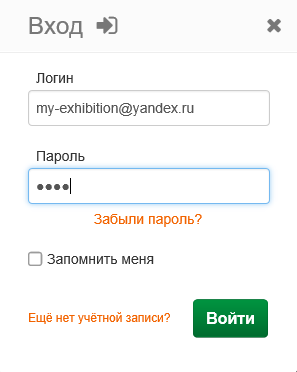 Вход
Логин
my-exhibition@yandex.ru
Пароль
••••
Забыли пароль?
Запомнить меня
Ещё нет учётной записи? Войти